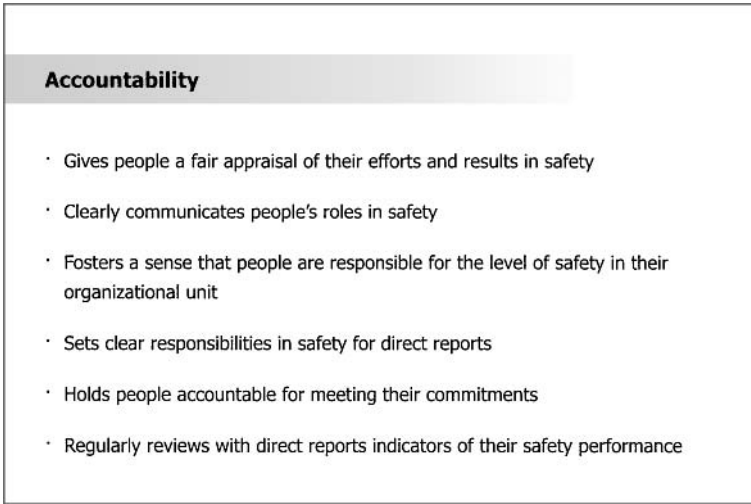 Accountability
· Gives people a fair appraisal of their efforts and results in safety
· Clearly communicates people's roles in safety
· Fosters a sense that people are responsible for the level of safety in their
organizational unit
· Sets clear responsibilities in safety for direct reports
· Holds people accountable for meeting their commitments
· Regularly reviews with direct reports indicators of their safety performance